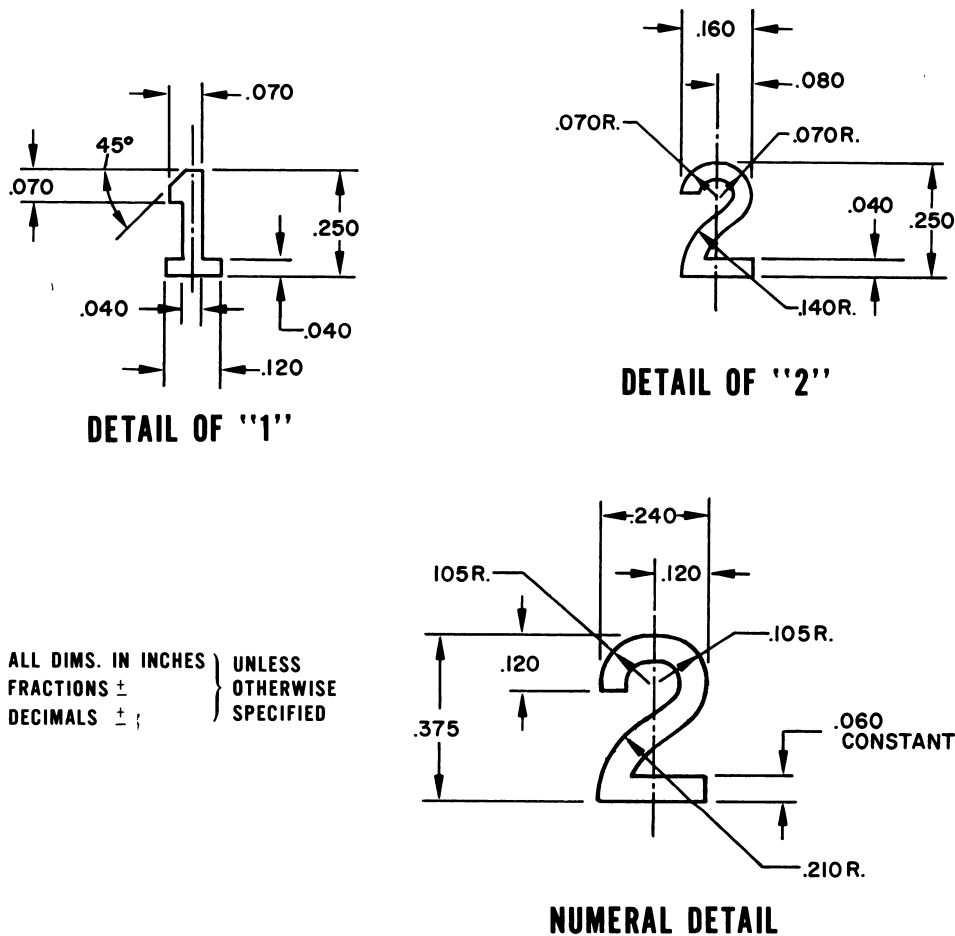 .160
.070
.080
45°
.070R.
.070R.
.070
.250
.040
.250
.040
.040
.140R.
.120
DETAIL OF "1"
DETAIL OF "2"
.240
105R.
.120
.105R.
.120
ALL DIMS. IN INCHES
FRACTIONS ±
DECIMALS ±
UNLESS
OTHERWISE
SPECIFIED
.375
.060
CONSTANT
.210R.
NUMERAL DETAIL